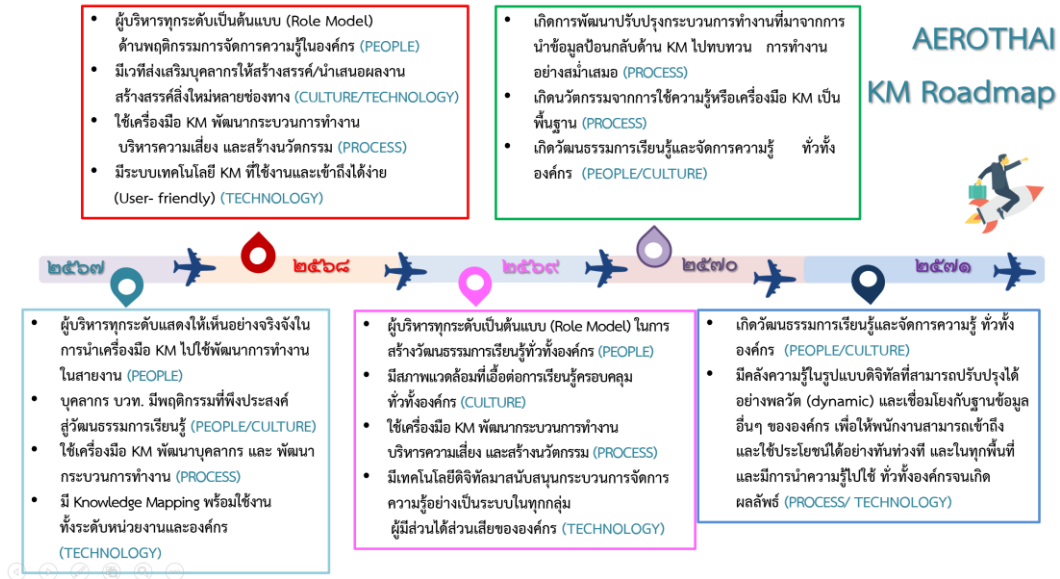 AEROTHAI
KM Roadmap
• ผู้บริหารทุกระดับเป็นต้นแบบ (Role Model)
ด้านพฤติกรรมการจัดการความรู้ในองค์กร (PEOPLE)
• มีเวทีส่งเสริมบุคลากรให้สร้างสรรค์/นำเสนอผลงาน
สร้างสรรค์สิ่งใหม่หลายช่องทาง (CULTURE/TECHNOLOGY)
• ใช้เครื่องมือ KM พัฒนากระบวนการทำงาน
บริหารความเสี่ยง และสร้างนวัตกรรม (PROCESS)
• มีระบบเทคโนโลยี KM ที่ใช้งานและเข้าถึงได้ง่าย
(User- friendly) (TECHNOLOGY)
• เกิดการพัฒนาปรับปรุงกระบวนการทำงานที่มาจากการ
นำข้อมูลป้อนกลับด้าน KM ไปทบทวน การทำงาน
อย่างสม่ำเสมอ (PROCESS)
• เกิดนวัตกรรมจากการใช้ความรู้หรือเครื่องมือ KM เป็น
พื้นฐาน (PROCESS)
• เกิดวัฒนธรรมการเรียนรู้และจัดการความรู้ ทั่วทั้ง
องค์กร (PEOPLE/CULTURE)
๒๕๖๗
๒๕๖๘
๒๕๖๙
๒๕๗๐
๒๕๗๑
• ผู้บริหารทุกระดับแสดงให้เห็นอย่างจริงจังใน
การนำเครื่องมือ KM ไปใช้พัฒนาการทำงาน
ในสายงาน (PEOPLE)
• บุคลากร บวท. มีพฤติกรรมที่พึงประสงค์
สู่วัฒนธรรมการเรียนรู้ (PEOPLE/CULTURE)
• ใช้เครื่องมือ KM พัฒนาบุคลากร และ พัฒนา
กระบวนการทำงาน (PROCESS)
• มี Knowledge Mapping พร้อมใช้งาน
ทั้งระดับหน่วยงานและองค์กร
(TECHNOLOGY)
• ผู้บริหารทุกระดับเป็นต้นแบบ (Role Model) ในการ
สร้างวัฒนธรรมการเรียนรู้ทั่วทั้งองค์กร (PEOPLE)
• มีสภาพแวดล้อมที่เอื้อต่อการเรียนรู้ครอบคลุม
ทั่วทั้งองค์กร (CULTURE)
• ใช้เครื่องมือ KM พัฒนากระบวนการทำงาน
บริหารความเสี่ยง และสร้างนวัตกรรม (PROCESS)
• มีเทคโนโลยีดิจิทัลมาสนับสนุนกระบวนการจัดการ
ความรู้อย่างเป็นระบบในทุกกลุ่ม
ผู้มีส่วนได้ส่วนเสียขององค์กร (TECHNOLOGY)
• เกิดวัฒนธรรมการเรียนรู้และจัดการความรู้ ทั่วทั้ง
องค์กร (PEOPLE/CULTURE)
• มีคลังความรู้ในรูปแบบดิจิทัลที่สามารถปรับปรุงได้
อย่างพลวัต (dynamic) และเชื่อมโยงกับฐานข้อมูล
อื่นๆ ขององค์กร เพื่อให้พนักงานสามารถเข้าถึง
และใช้ประโยชน์ได้อย่างทันท่วงที และในทุกพื้นที่
และมีการนำความรู้ไปใช้ ทั่วทั้งองค์กรจนเกิด
ผลลัพธ์ (PROCESS/ TECHNOLOGY)